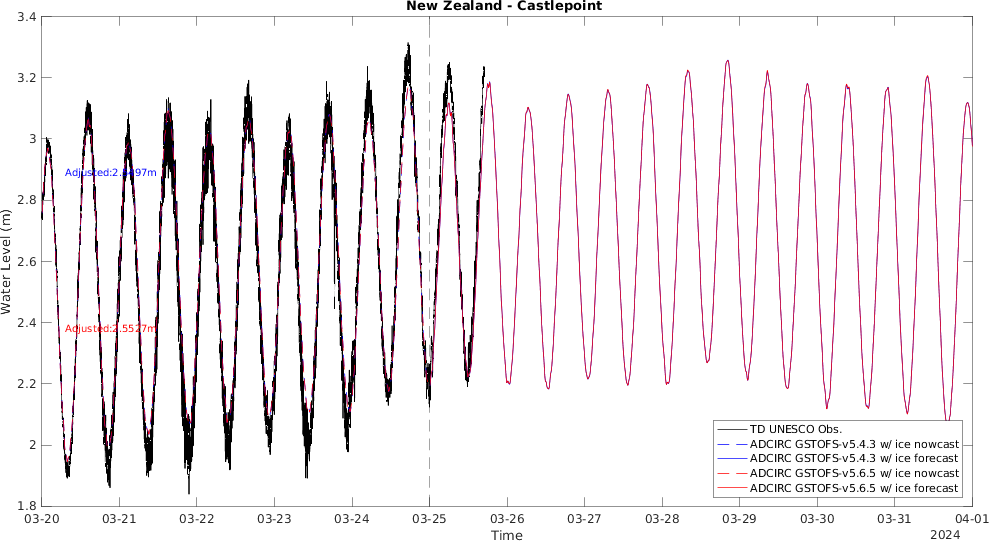 New Zealand - Castlepoint
3.4
3.2
3
2.8
2.6
2.4
2.2
2
1.8
Water Level (m)
Adjusted:2.5527m
03-20
03-21
03-22
03-23
03-24
03-25
03-26
03-27
03-28
03-29
03-30
03-31
04-01
Time
2024
TD UNESCO Obs.
ADCIRC GSTOFS-v5.4.3 w/ ice nowcast
ADCIRC GSTOFS-v5.4.3 w/ ice forecast
ADCIRC GSTOFS-v5.6.5 w/ ice nowcast
ADCIRC GSTOFS-v5.6.5 w/ ice forecast